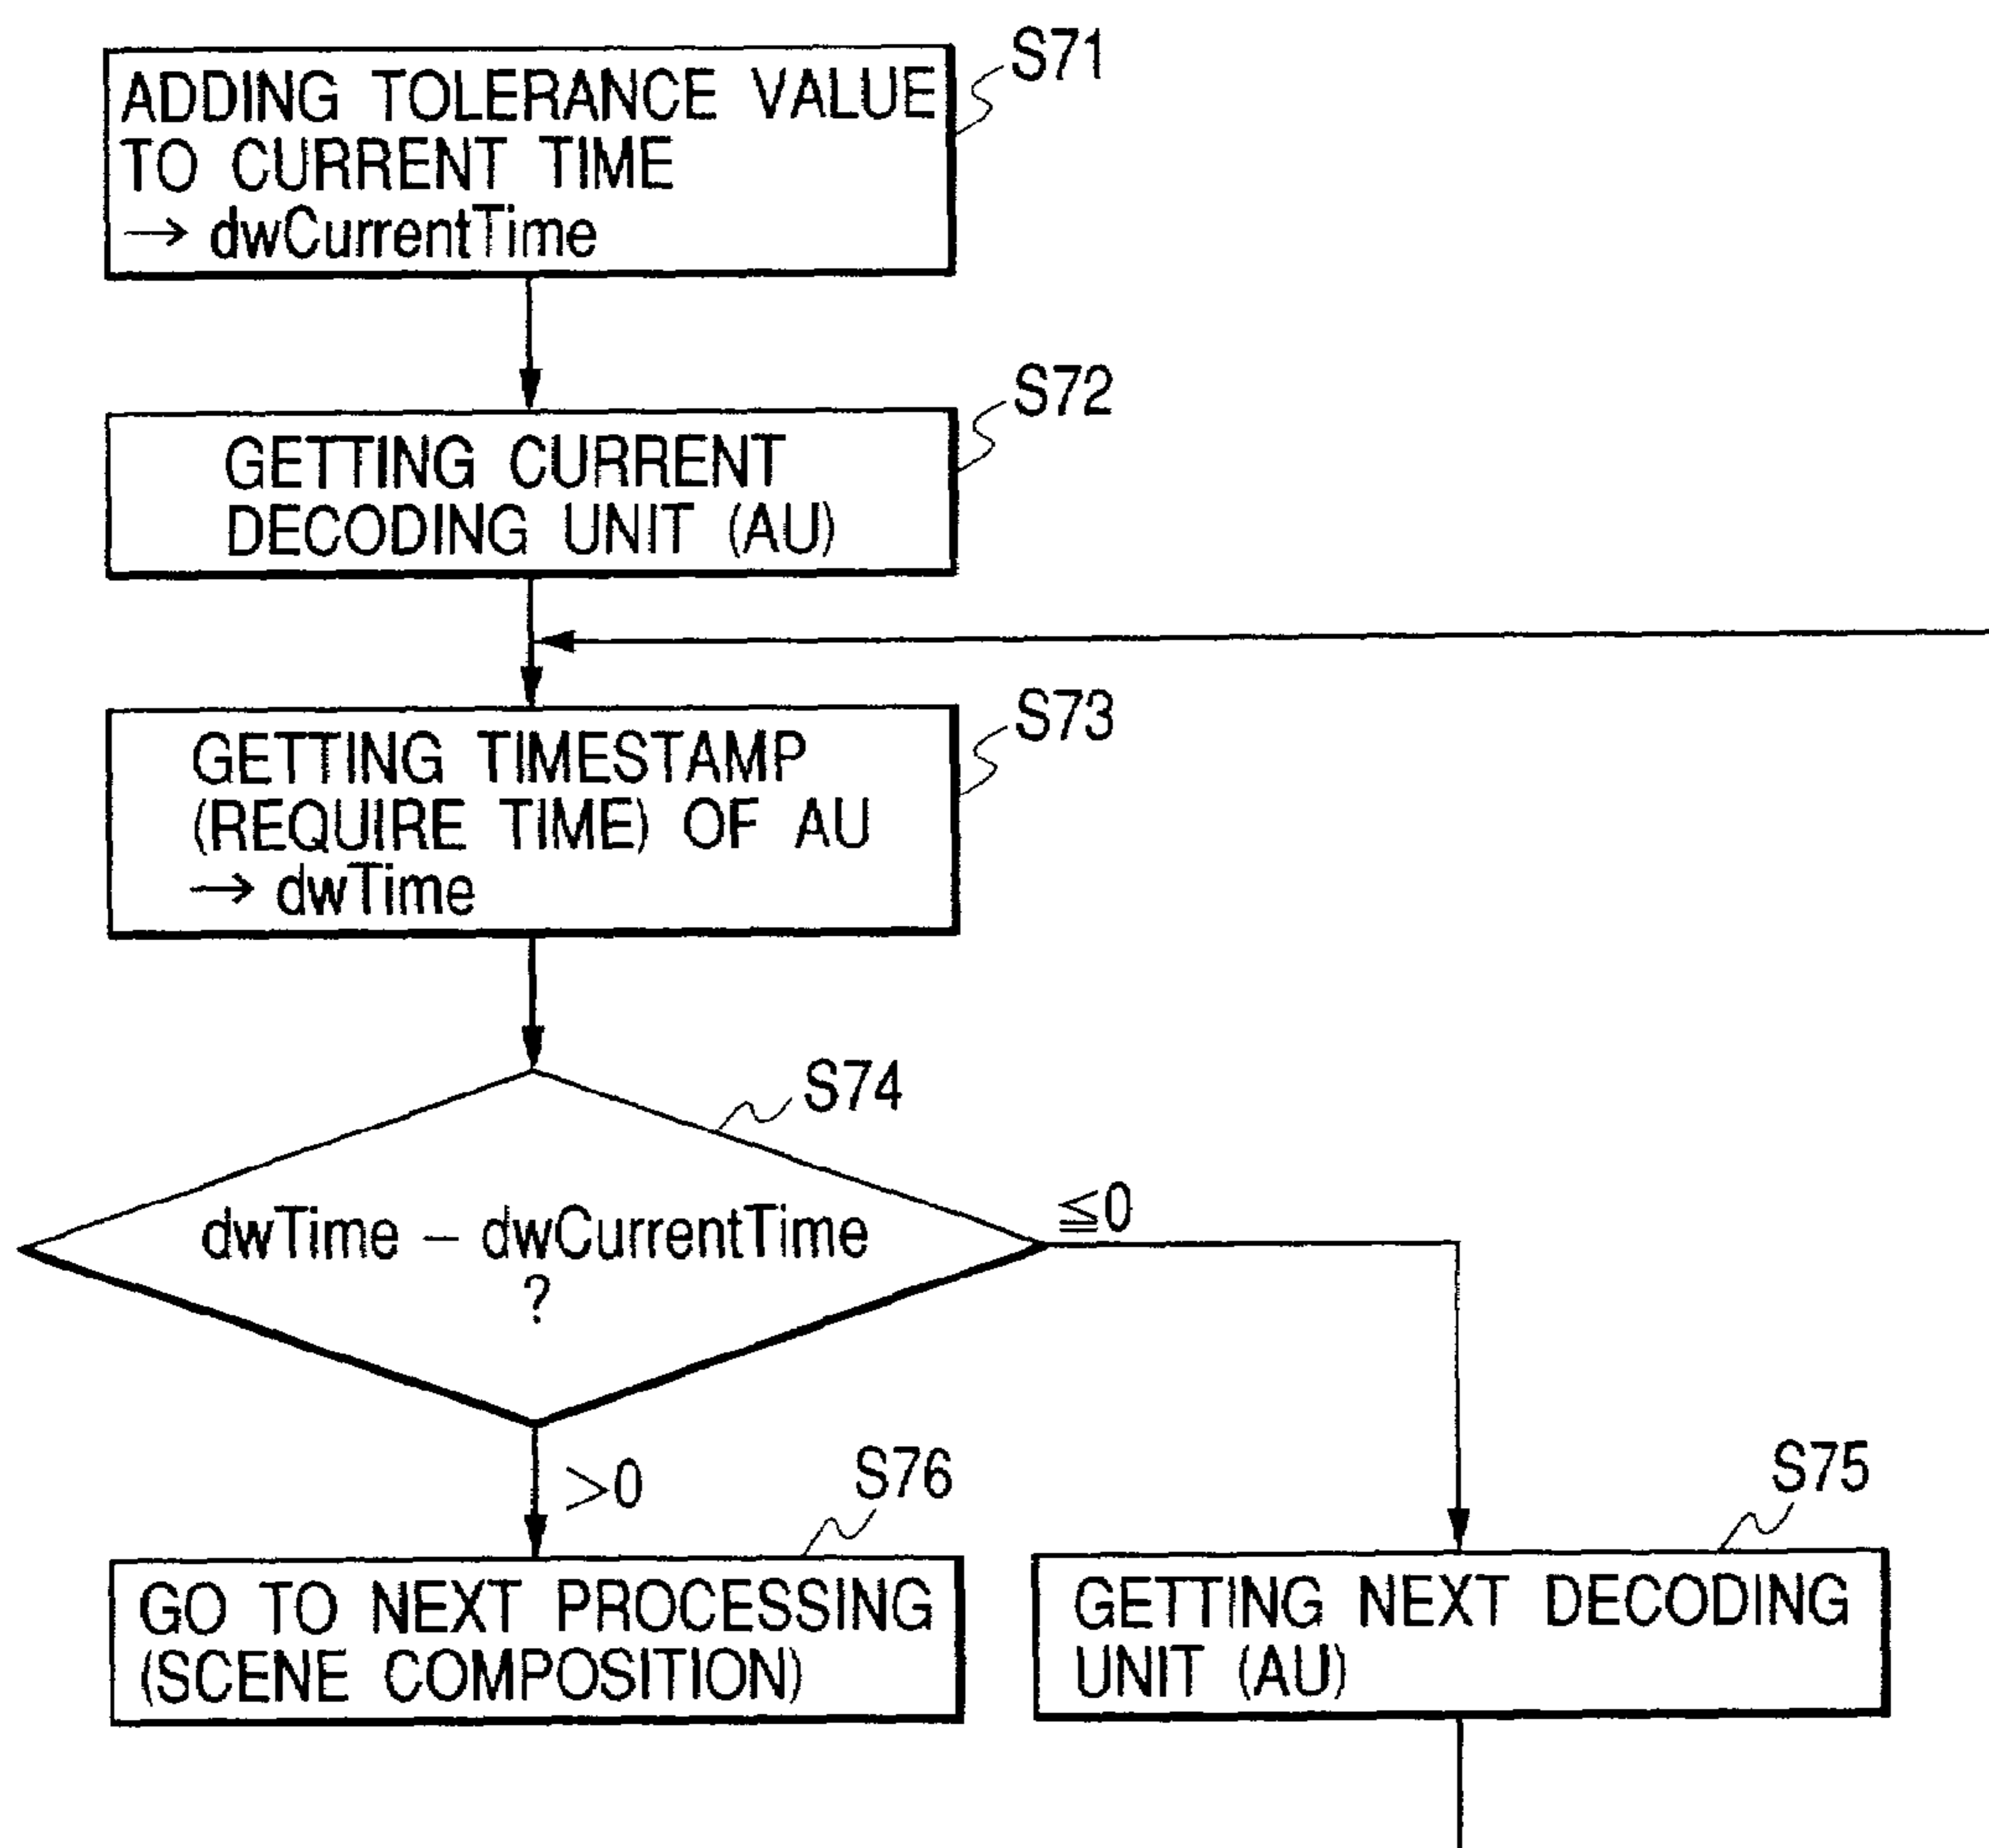 S71
ADDING TOLERANCE VALUE
TO CURRENT TIME
→ dwCurrentTime
S72
GETTING CURRENT
DECODING UNIT (AU)
S73
GETTING TIMESTAMP
(REQUIRE TIME) OF AU
→ dwTime
S74
dwTime – dwCurrentTime
?
≦0
>0
S76
GO TO NEXT PROCESSING
(SCENE COMPOSITION)
S75
GETTING NEXT DECODING
UNIT (AU)